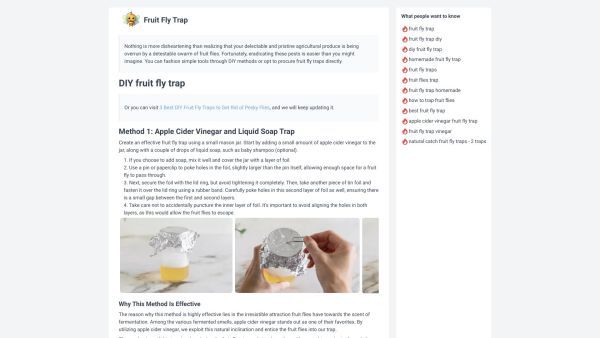 Fruit Fly Trap
Nothing is more disheartening than realizing that your delectable and pristine agricultural produce is being
overrun by a detestable swarm of fruit flies. Fortunately, eradicating these pests is easier than you might
imagine. You can fashion simple tools through DIY methods or opt to procure fruit fly traps directly.
DIY fruit fly trap
Or you can visit 5 Best DIY Fruit Fly Traps to Get Rid of Pesky Flies, and we will keep updating it.
Method 1: Apple Cider Vinegar and Liquid Soap Trap
Create an effective fruit fly trap using a small mason jar. Start by adding a small amount of apple cider vinegar to the
jar, along with a couple of drops of liquid soap, such as baby shampoo (optional).
1. If you choose to add soap, mix it well and cover the jar with a layer of foil
2. Use a pin or paperclip to poke holes in the foil, slightly larger than the pin itself, allowing enough space for a fruit
fly to pass through.
3. Next, secure the foil with the lid ring, but avoid tightening it completely. Then, take another piece of tin foil and
fasten it over the lid ring using a rubber band. Carefully poke holes in this second layer of foil as well, ensuring there
is a small gap between the first and second layers.
4. Take care not to accidentally puncture the inner layer of foil. It's important to avoid aligning the holes in both
layers, as this would allow the fruit flies to escape.
Why This Method Is Effective
The reason why this method is highly effective lies in the irresistible attraction fruit flies have towards the scent of
fermentation. Among the various fermented smells, apple cider vinegar stands out as one of their favorites. By
utilizing apple cider vinegar, we exploit this natural inclination and entice the fruit flies into our trap.
What people want to know
fruit fly trap
fruit fly trap diy
diy fruit fly trap
homemade fruit fly trap
fruit fly traps
fruit flies trap
fruit fly trap homemade
how to trap fruit flies
best fruit fly trap
apple cider vinegar fruit fly trap
fruit fly trap vinegar
natural catch fruit fly traps - 2 traps